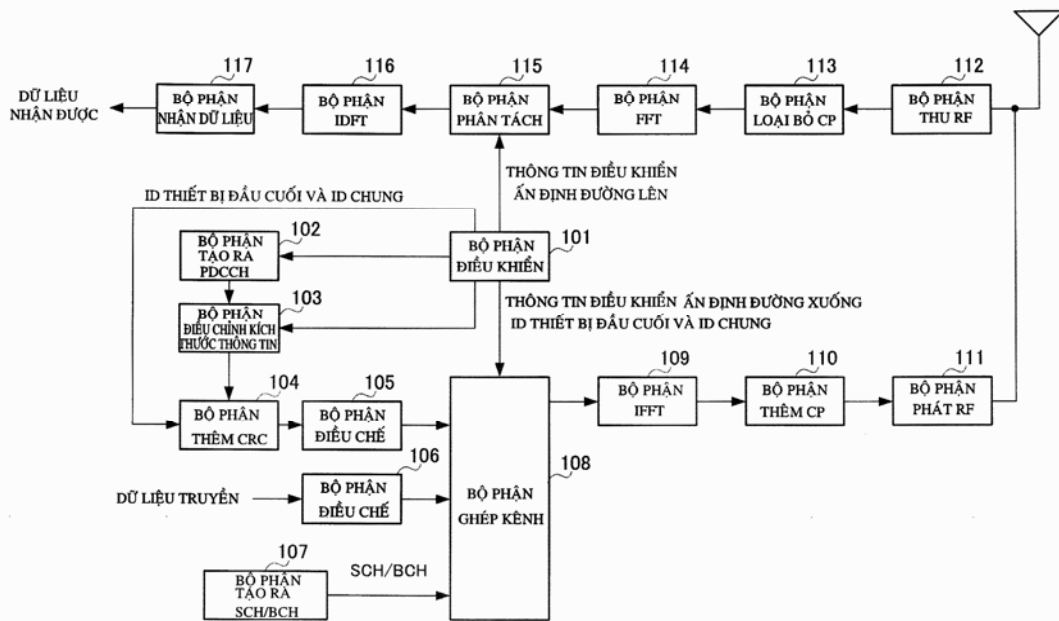 117
BỘ PHẬN
NHẬN DỮ LIỆU
116
BỘ PHẬN
IDFT
115
BỘ PHẬN
PHÂN TÁCH
114
BỘ PHẬN
FFT
113
BỘ PHẬN
LOẠI BỎ CP
112
BỘ PHẬN
THU RF
DỮ LIỆU
NHẬN ĐƯỢC
THÔNG TIN ĐIỀU KHIỂN
ẤN ĐỊNH ĐƯỜNG LÊN
ID THIẾT BỊ ĐẦU CUỐI VÀ ID CHUNG
102
BỘ PHẬN
TẠO RA
PDCCH
101
BỘ PHẬN
ĐIỀU KHIỂN
103
BỘ PHẬN
ĐIỀU CHỈNH KÍCH
THƯỚC THÔNG TIN
THÔNG TIN ĐIỀU KHIỂN ẤN ĐỊNH ĐƯỜNG XUỐNG
ID THIẾT BỊ ĐẦU CUỐI VÀ ID CHUNG
104
BỘ PHẬN
THÊM CRC
105
BỘ PHẬN
ĐIỀU CHẾ
109
BỘ PHẬN
IFFT
110
BỘ PHẬN
THÊM CP
111
BỘ PHẬN
PHÁT RF
106
BỘ PHẬN
ĐIỀU CHẾ
DỮ LIỆU TRUYỀN
108
BỘ PHẬN
GHÉP KÊNH
107
BỘ PHẬN
TẠO RA
SCH/BCH
SCH/BCH